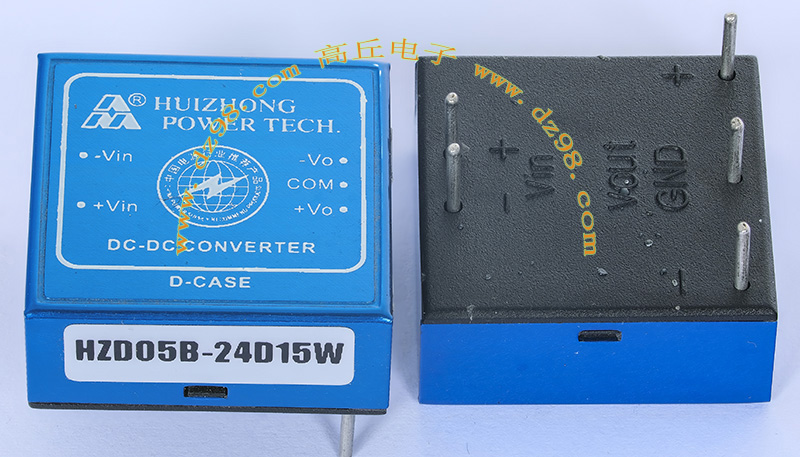 www.dz98.com 高丘电子 www.dz98.com
®
HUIZHONG
POWER TECH.
-Vin
-Vo
COM
+Vin
+Vo
DC-DC CONVERTER
D-CASE
HZD05B-24D15W
+
-
Vin
+
Vout
GND
-